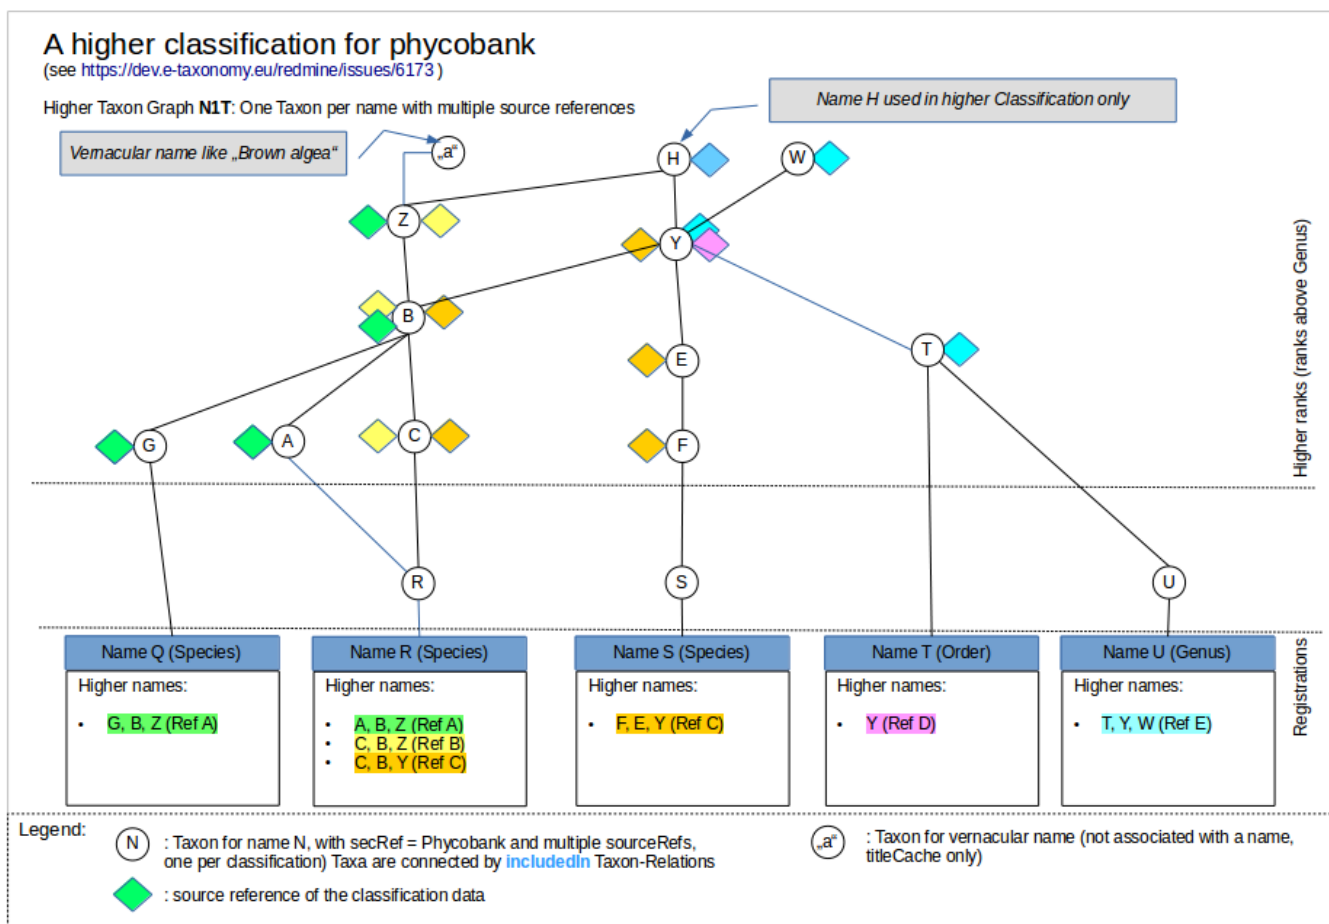 A higher classification for phycobank
(see https://dev.e-taxonomy.eu/redmine/issues/6173 )
Higher Taxon Graph N1T: One Taxon per name with multiple source references
Name H used in higher Classification only
Vernacular name like „Brown algea“
„a“
H
W
Z
Y
B
T
E
G
A
C
F
Higher ranks (ranks above Genus)
R
S
U
Name Q (Species)
Higher names:
• G, B, Z (Ref A)
Name R (Species)
Higher names:
• A, B, Z (Ref A)
• C, B, Z (Ref B)
• C, B, Y (Ref C)
Name S (Species)
Higher names:
• F, E, Y (Ref C)
Name T (Order)
Higher names:
• Y (Ref D)
Name U (Genus)
Higher names:
• T, Y, W (Ref E)
Registrations
Legend:
N
: Taxon for name N, with secRef = Phycobank and multiple sourceRefs,
one per classification) Taxa are connected by includedIn Taxon-Relations
: source reference of the classification data
„a“
: Taxon for vernacular name (not associated with a name,
titleCache only)